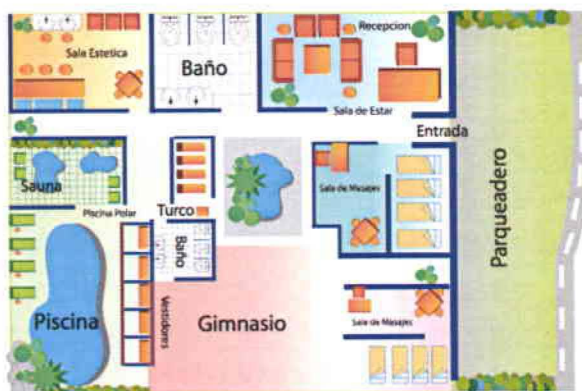 Recepcion
Sala Estetica
Baño
Sala de Estar
Entrada
Sauna
Sala de Masajes
Parqueadero
Piscina Polar
Turco
Baño
Piscina
Vestidores
Gimnasio
Sala de Masajes